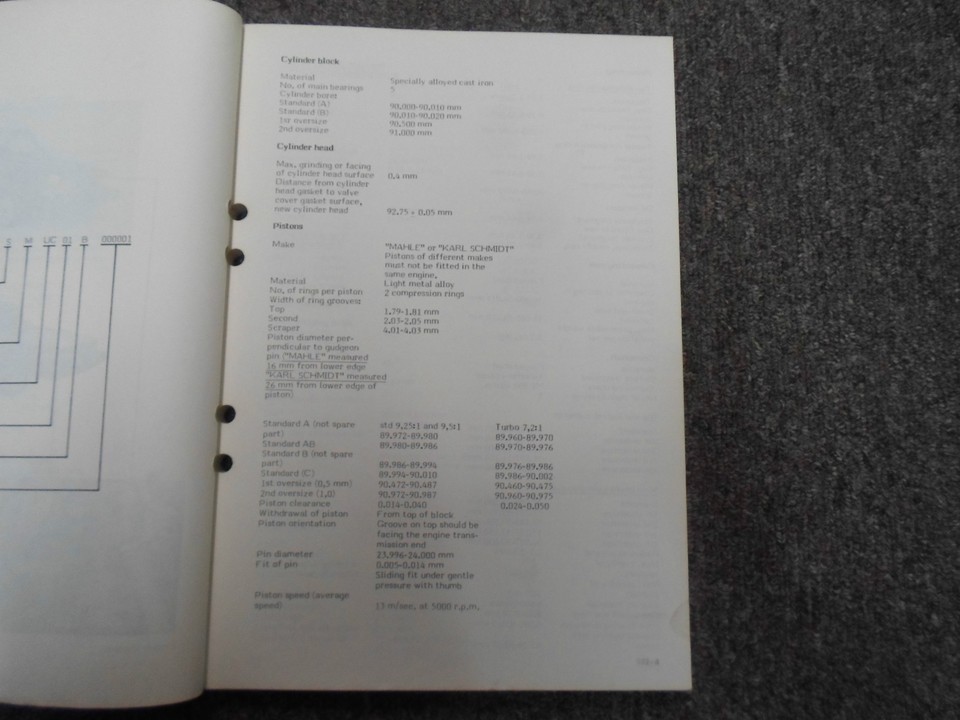 S M UC 01 B 000001
Cylinder block
Material Specially alloyed cast iron
No. of main bearings 5
Cylinder bores
Standard (A) 90.000-90.010 mm
Standard (B) 90.010-90.020 mm
1st oversize 90.500 mm
2nd oversize 91.000 mm
Cylinder head
Max. grinding or facing
of cylinder head surface 0.4 mm
Distance from cylinder
head gasket to valve
cover gasket surface,
new cylinder head 92.75 + 0.05 mm
Pistons
Make "MAHLE" or "KARL SCHMIDT"
Pistons of different makes
must not be fitted in the
same engine.
Material Light metal alloy
No. of rings per piston 2 compression rings
Width of ring grooves
Top 1.79-1.81 mm
Second 2.03-2.05 mm
Scraper 4.01-4.03 mm
Piston diameter per-
pendicular to gudgeon
pin ("MAHLE" measured
16 mm from lower edge
"KARL SCHMIDT" measured
26 mm from lower edge of
piston)
Standard A (not spare std 9,25:1 and 9,5:1 Turbo 7,2:1
part) 89.972-89.980 89.960-89.970
Standard AB 89.980-89.986 89.970-89.976
Standard B (not spare
part) 89.986-89.994 89.976-89.986
Standard (C) 89.994-90.010 89.986-90.002
1st oversize (0,5 mm) 90.472-90.487 90.460-90.475
2nd oversize (1,0) 90.972-90.987 90.960-90.975
Piston clearance 0.014-0.040 0.024-0.050
Withdrawal of piston From top of block
Piston orientation Groove on top should be
facing the engine trans-
mission end
Pin diameter 23.996-24.000 mm
Fit of pin 0.005-0.014 mm
Sliding fit under gentle
pressure with thumb
Piston speed (average
speed) 13 m/sec. at 5000 r.p.m.